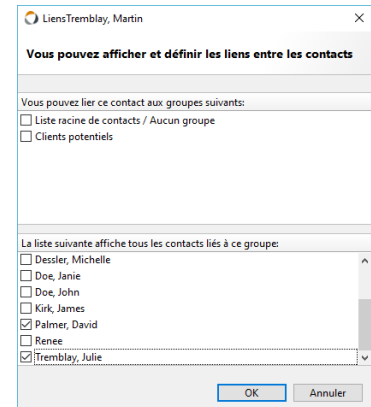 LiensTremblay, Martin
Vous pouvez afficher et définir les liens entre les contacts
Vous pouvez lier ce contact aux groupes suivants:
Liste racine de contacts / Aucun groupe
Clients potentiels
La liste suivante affiche tous les contacts liés à ce groupe:
Dessler, Michelle
Doe, Janie
Doe, John
Kirk, James
Palmer, David
Renee
Tremblay, Julie
OK Annuler